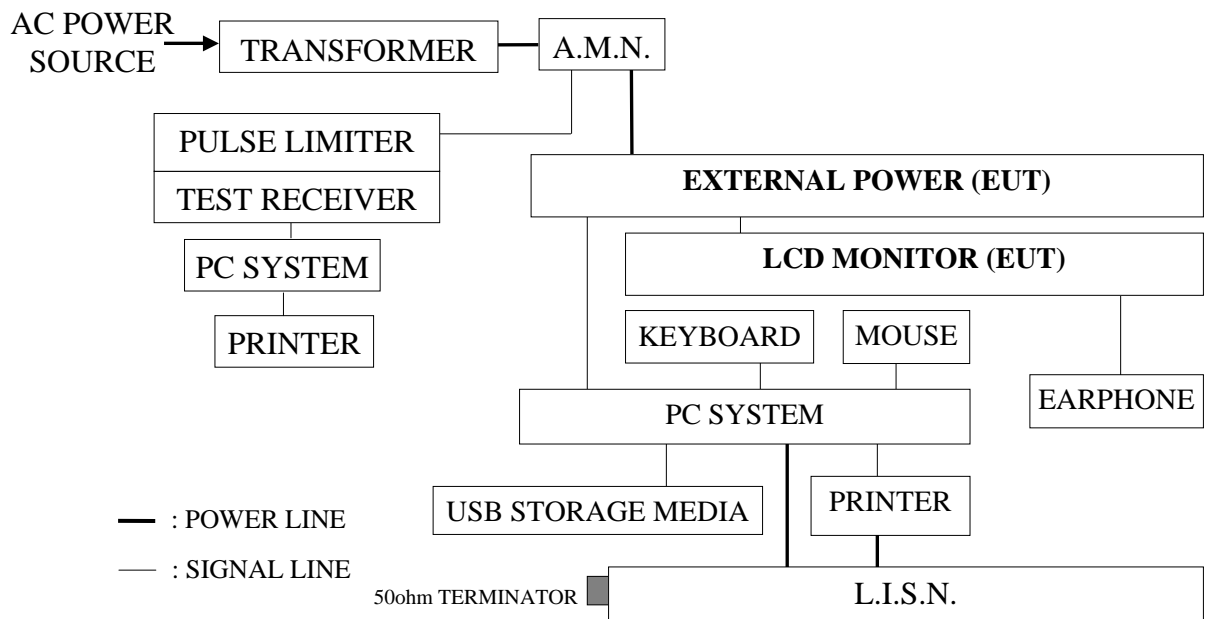 AC POWER
SOURCE
TRANSFORMER
A.M.N.
PULSE LIMITER
TEST RECEIVER
PC SYSTEM
PRINTER
EXTERNAL POWER (EUT)
LCD MONITOR (EUT)
KEYBOARD
MOUSE
EARPHONE
PC SYSTEM
USB STORAGE MEDIA
PRINTER
: POWER LINE
: SIGNAL LINE
50ohm TERMINATOR
L.I.S.N.